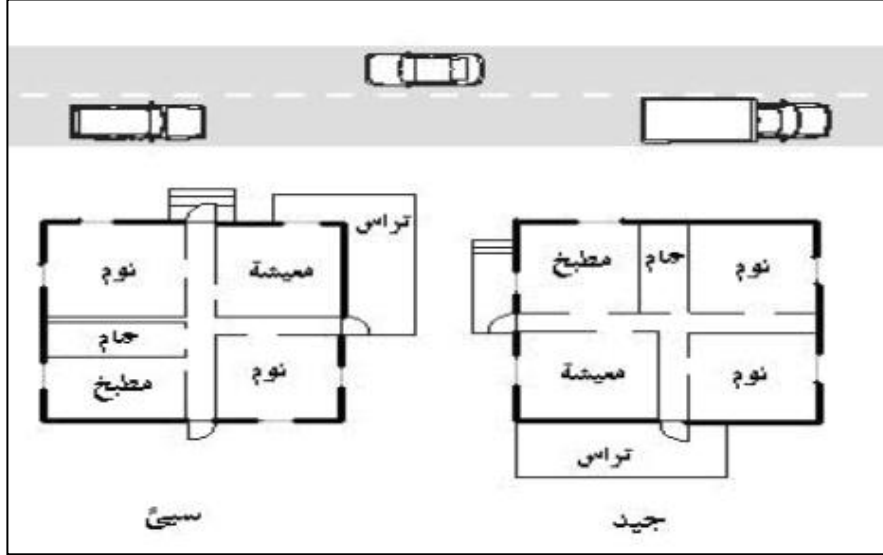 نوم
حمام
مطبخ
نوم
معيشة
تراس
جيد
تراس
معيشة
نوم
حمام
نوم
مطبخ
سيئ